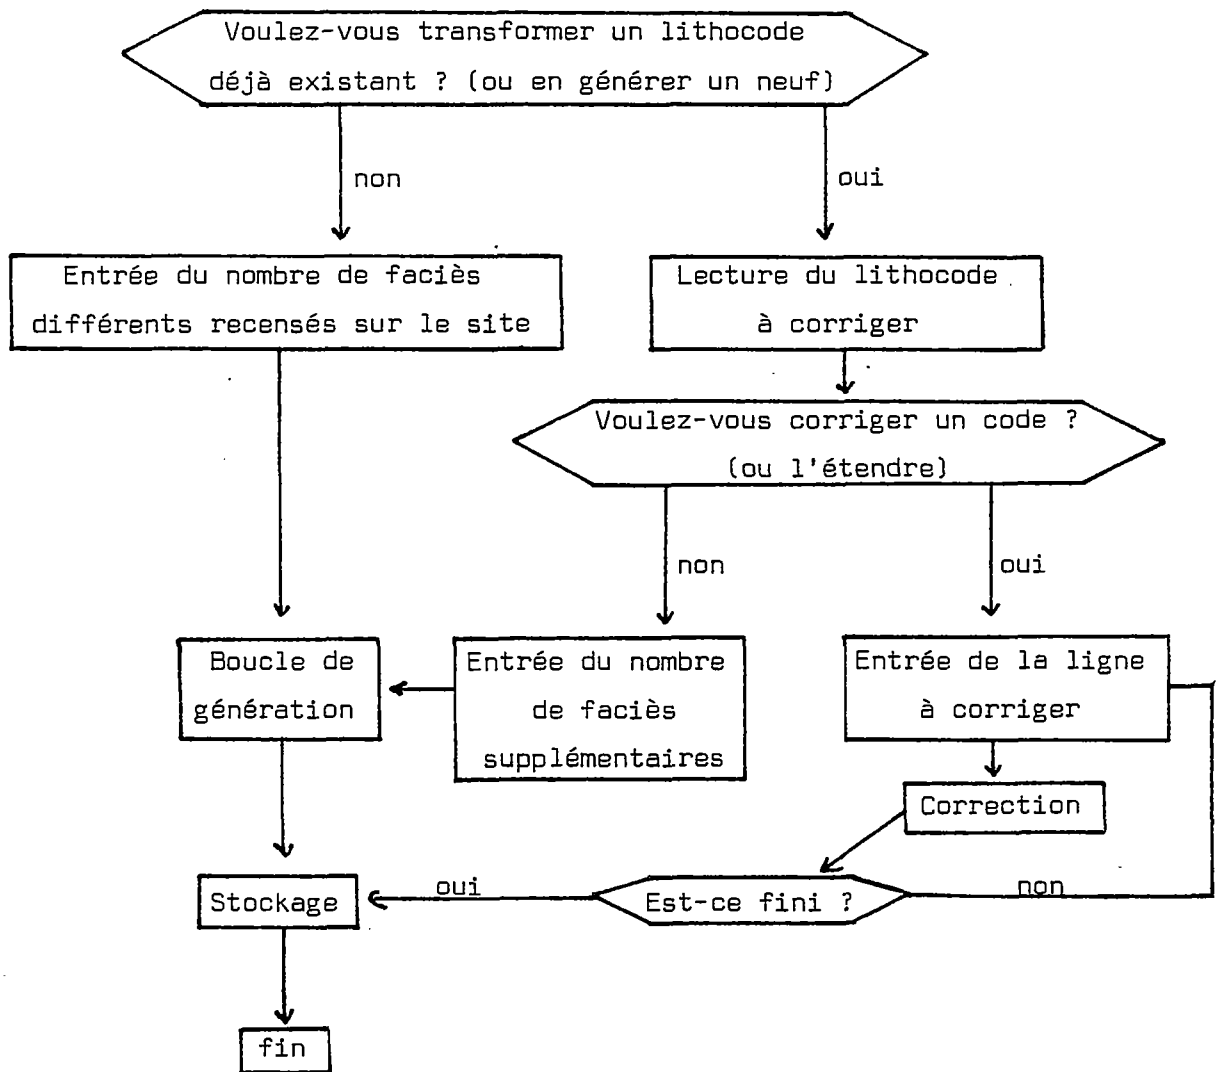 Voulez-vous transformer un lithocode
déjà existant ? (ou en générer un neuf)
non
oui
Entrée du nombre de faciès
différents recensés sur le site
Lecture du lithocode
à corriger
Voulez-vous corriger un code ?
(ou l'étendre)
non
oui
Boucle de
génération
Entrée du nombre
de faciès
supplémentaires
Entrée de la ligne
à corriger
Correction
Stockage
oui
Est-ce fini ?
non
fin